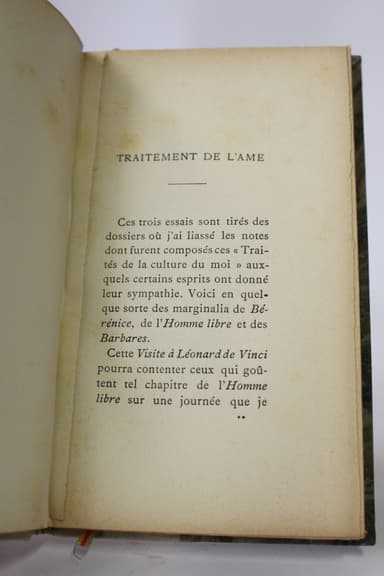 TRAITEMENT DE L'AME
Ces trois essais sont tirés des
dossiers où j'ai liassé les notes
dont furent composés ces « Trai-
tés de la culture du moi » aux-
quels certains esprits ont donné
leur sympathie. Voici en quel-
que sorte des marginalia de Bé-
rénice, de l'Homme libre et des
Barbares.
Cette Visite à Léonard de Vinci
pourra contenter ceux qui goû-
tent tel chapitre de l'Homme
libre sur une journée que je
**